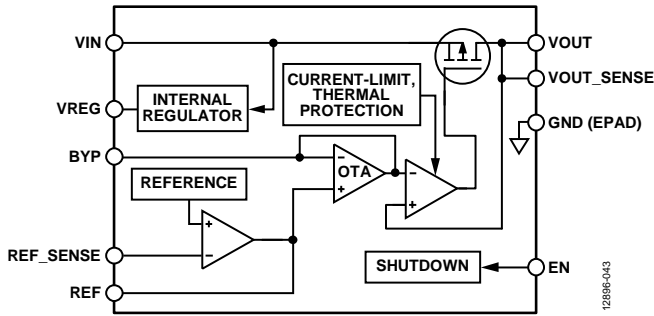 VIN
VOUT
VOUT_SENSE
CURRENT-LIMIT,
THERMAL
PROTECTION
VREG
INTERNAL
REGULATOR
GND (EPAD)
BYP
–
OTA
+
–
+
REFERENCE
+
–
REF_SENSE
REF
SHUTDOWN
EN
12896-043